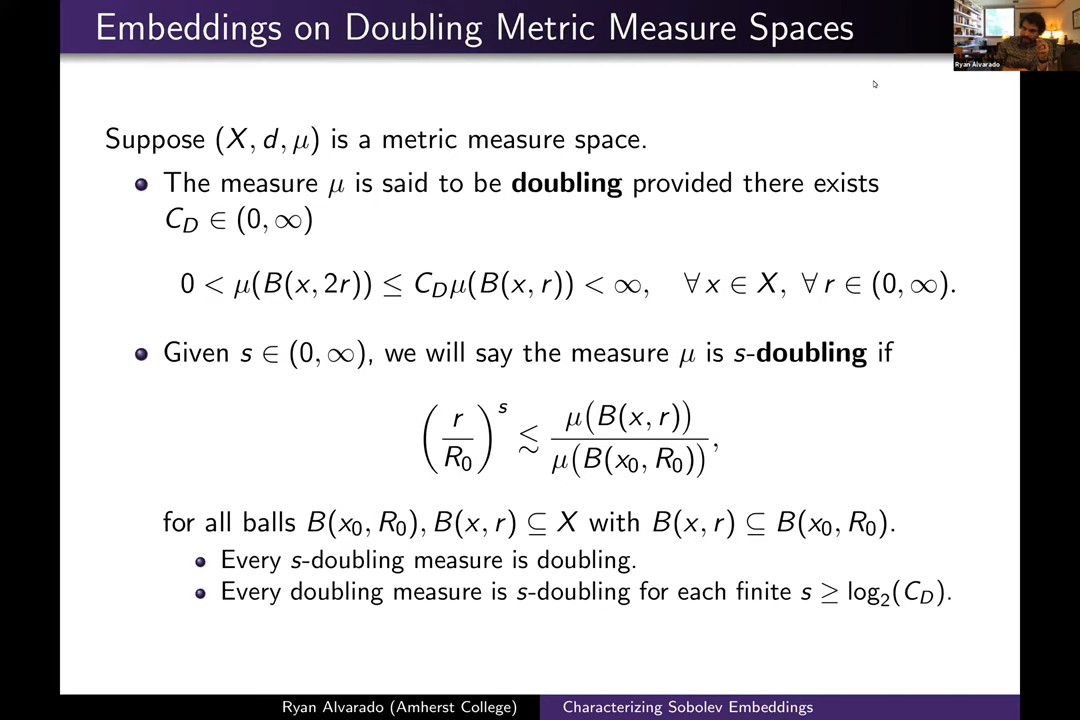 Embeddings on Doubling Metric Measure Spaces
Ryan Alvarado
Suppose (X, d, μ) is a metric measure space.
The measure μ is said to be doubling provided there exists
C_D ∈ (0, ∞)
0 < μ(B(x, 2r)) ≤ C_D μ(B(x, r)) < ∞, ∀ x ∈ X, ∀ r ∈ (0, ∞).
Given s ∈ (0, ∞), we will say the measure μ is s-doubling if
(r / R_0)^s ≲ μ(B(x, r)) / μ(B(x_0, R_0)),
for all balls B(x_0, R_0), B(x, r) ⊆ X with B(x, r) ⊆ B(x_0, R_0).
Every s-doubling measure is doubling.
Every doubling measure is s-doubling for each finite s ≥ log_2(C_D).
Ryan Alvarado (Amherst College)
Characterizing Sobolev Embeddings